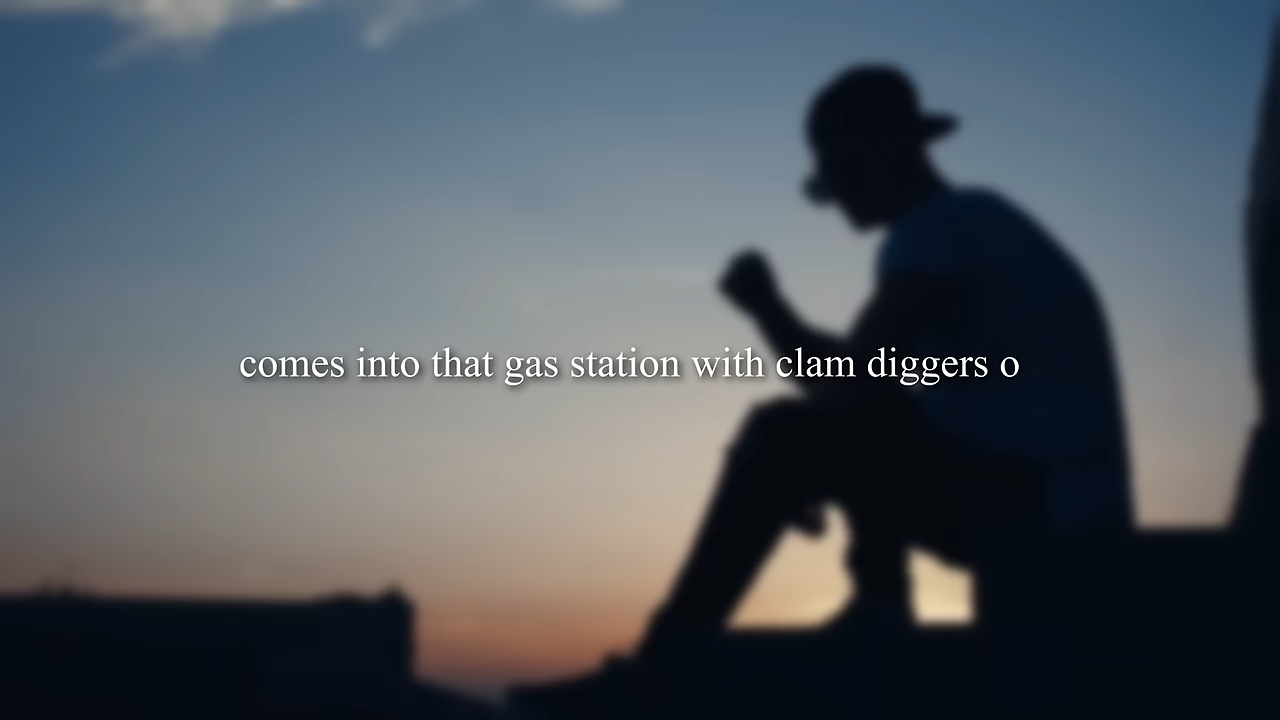 comes into that gas station with clam diggers o